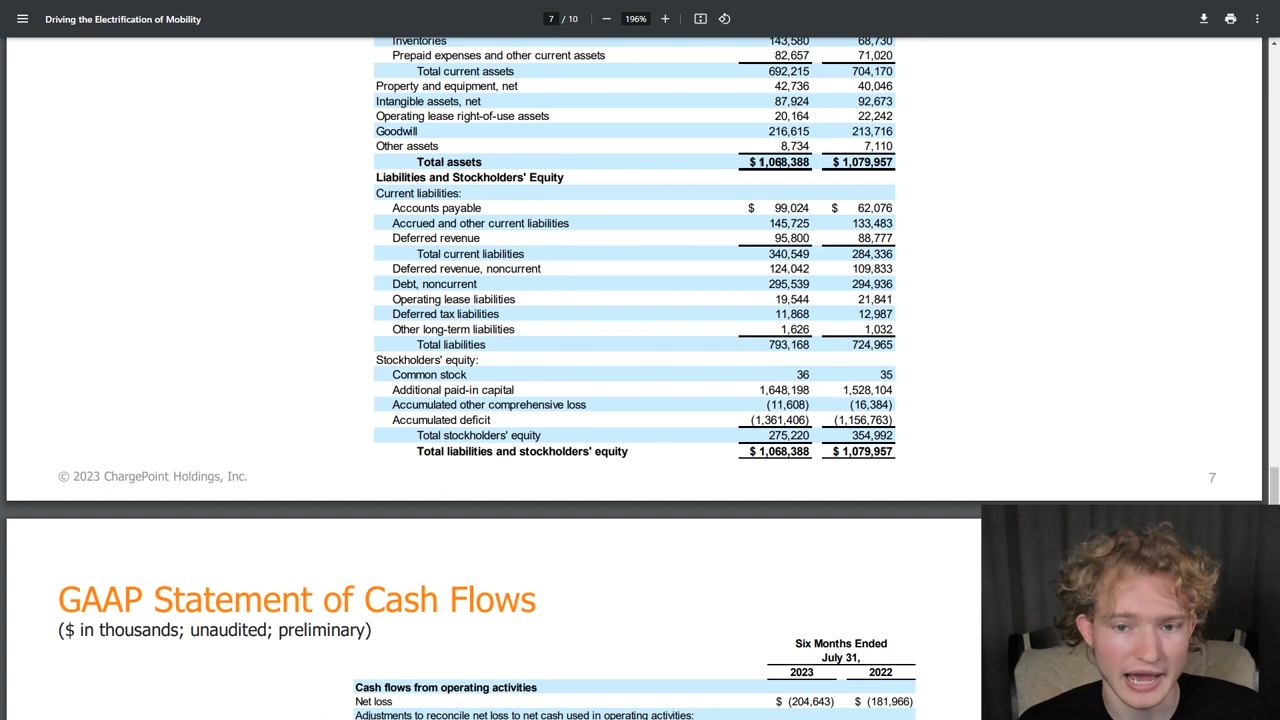 Driving the Electrification of Mobility 7 / 10 196%
Inventories 143,580 68,730
Prepaid expenses and other current assets 82,657 71,020
Total current assets 692,215 704,170
Property and equipment, net 42,736 40,046
Intangible assets, net 87,924 92,673
Operating lease right-of-use assets 20,164 22,242
Goodwill 216,615 213,716
Other assets 8,734 7,110
Total assets $ 1,068,388 $ 1,079,957
Liabilities and Stockholders' Equity
Current liabilities:
Accounts payable $ 99,024 $ 62,076
Accrued and other current liabilities 145,725 133,483
Deferred revenue 95,800 88,777
Total current liabilities 340,549 284,336
Deferred revenue, noncurrent 124,042 109,833
Debt, noncurrent 295,539 294,936
Operating lease liabilities 19,544 21,841
Deferred tax liabilities 11,868 12,987
Other long-term liabilities 1,626 1,032
Total liabilities 793,168 724,965
Stockholders' equity:
Common stock 36 35
Additional paid-in capital 1,648,198 1,528,104
Accumulated other comprehensive loss (11,608) (16,384)
Accumulated deficit (1,361,406) (1,156,763)
Total stockholders' equity 275,220 354,992
Total liabilities and stockholders' equity $ 1,068,388 $ 1,079,957
© 2023 ChargePoint Holdings, Inc. 7
GAAP Statement of Cash Flows
($ in thousands; unaudited; preliminary)
Six Months Ended
July 31,
2023 2022
Cash flows from operating activities
Net loss $ (204,643) $ (181,966)
Adjustments to reconcile net loss to net cash used in operating activities: